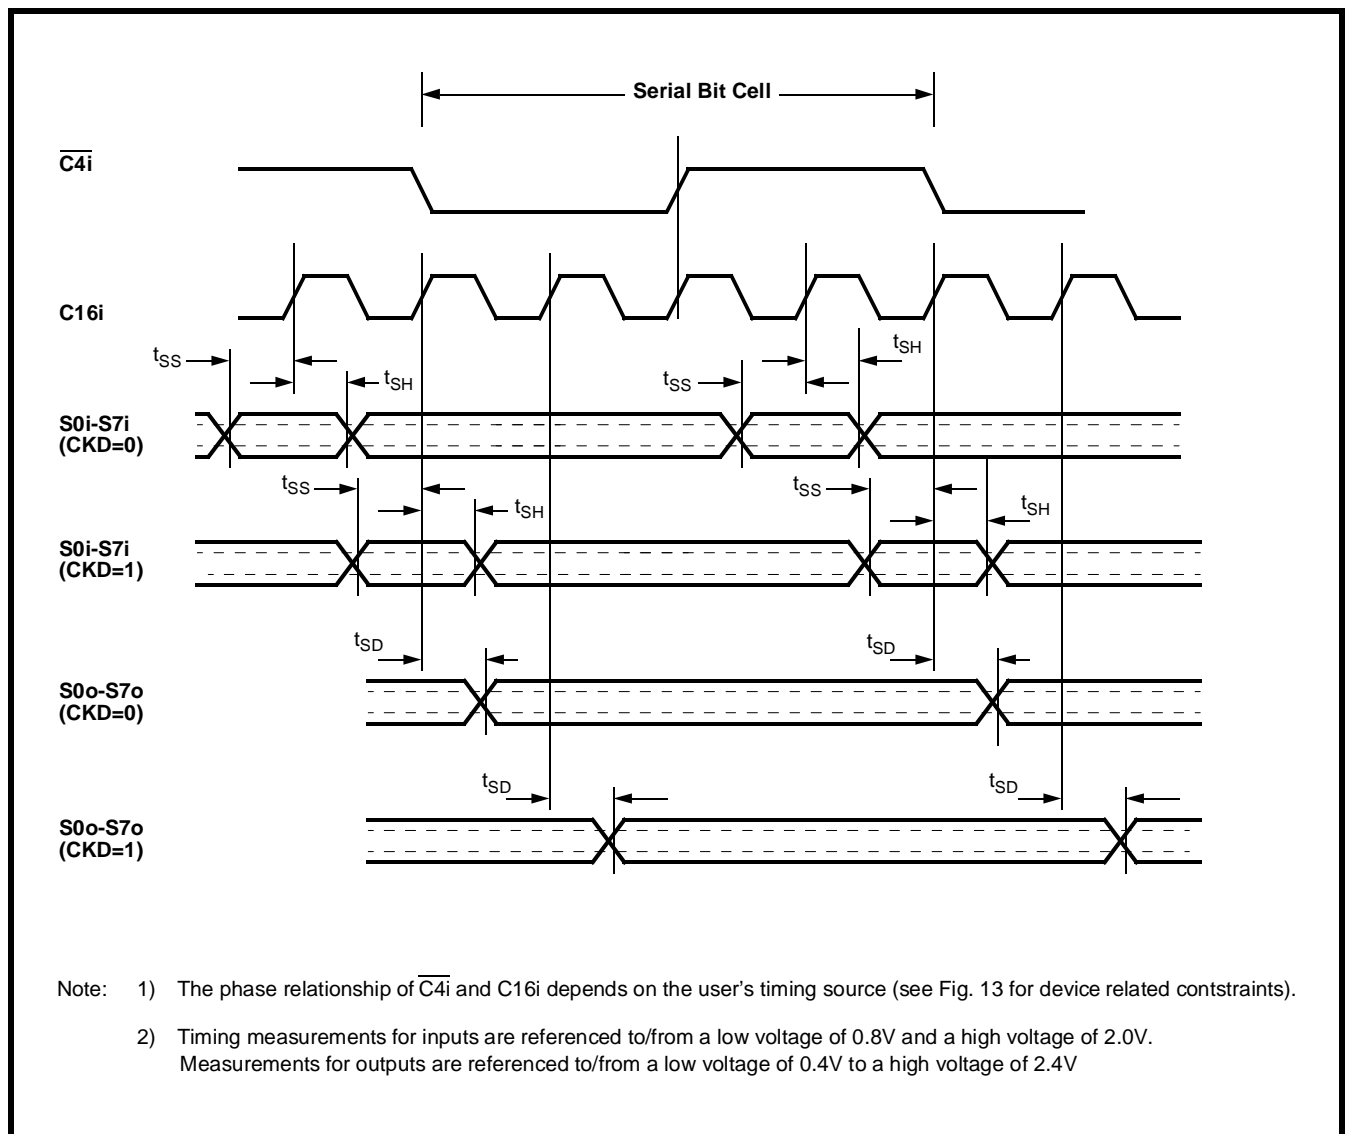 Serial Bit Cell
C4i
C16i
tSS
tSH
tSS
tSH
S0i-S7i
(CKD=0)
tSS
tSH
tSS
tSH
S0i-S7i
(CKD=1)
tSD
tSD
S0o-S7o
(CKD=0)
tSD
tSD
S0o-S7o
(CKD=1)
Note: 1) The phase relationship of C4i and C16i depends on the user's timing source (see Fig. 13 for device related contstraints).
2) Timing measurements for inputs are referenced to/from a low voltage of 0.8V and a high voltage of 2.0V.
Measurements for outputs are referenced to/from a low voltage of 0.4V to a high voltage of 2.4V